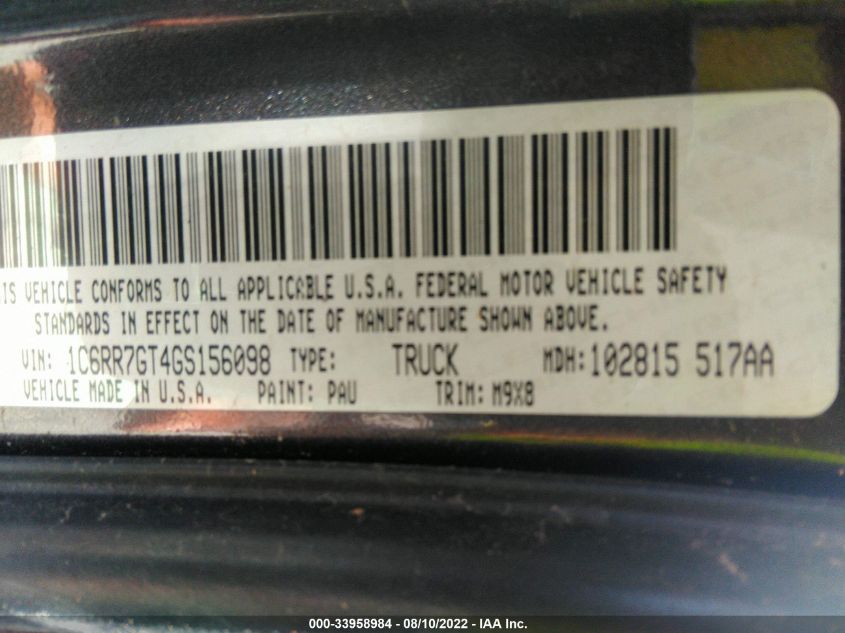 IS VEHICLE CONFORMS TO ALL APPLICABLE U.S.A. FEDERAL MOTOR VEHICLE SAFETY
STANDARDS IN EFFECT ON THE DATE OF MANUFACTURE SHOWN ABOVE.
VIN: 1C6RR7GT4GS156098 TYPE: TRUCK MDH:102815 517AA
VEHICLE MADE IN U.S.A. PAINT: PAU TRIM: M9X8
000-33958984 - 08/10/2022 - IAA Inc.